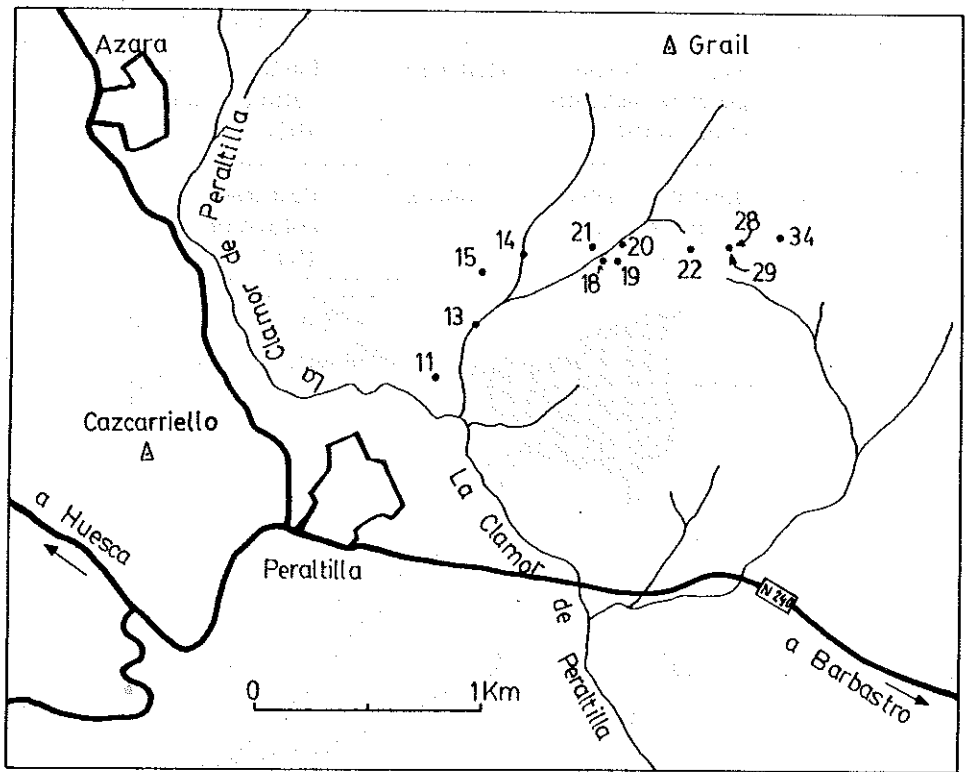 Azara
Grail
La Clamor de Peraltilla
15
14
21
20
28
34
18
19
22
29
13
11
Cazcarriello
a Huesca
Peraltilla
La Clamor de Peraltilla
N 240
a Barbastro
0 1Km